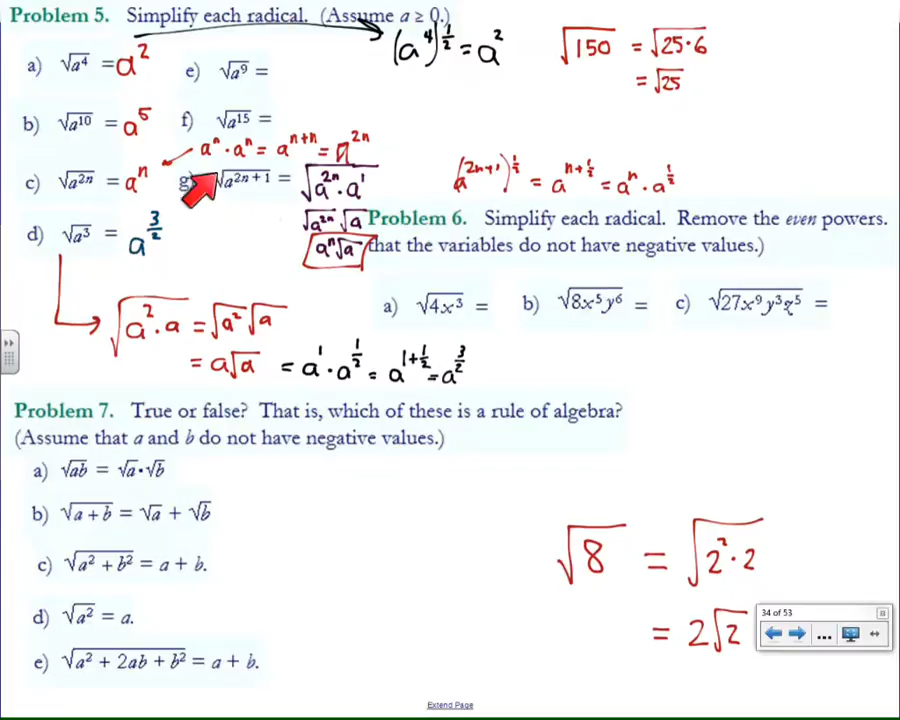 Problem 5. Simplify each radical. (Assume a ≥ 0.)
(a⁴)^½ = a²
√150 = √25·6
= √25
a) √a⁴ = a²
e) √a⁹ =
b) √a¹⁰ = a⁵
f) √a¹⁵ =
aⁿ · aⁿ = aⁿ⁺ⁿ = a²ⁿ
c) √a²ⁿ = aⁿ
g) √a²ⁿ⁺¹ = √a²ⁿ · a¹
(a²ⁿ⁺¹)^½ = a^(n+½) = aⁿ · a^½
√a²ⁿ √a
aⁿ√a
d) √a³ = a^(3/2)
√a² · a = √a² √a
= a√a = a¹ · a^½ = a^(1+½) = a^(3/2)
Problem 6. Simplify each radical. Remove the even powers.
that the variables do not have negative values.)
a) √4x³ = b) √8x⁵y⁶ = c) √27x⁹y³z⁵ =
Problem 7. True or false? That is, which of these is a rule of algebra?
(Assume that a and b do not have negative values.)
a) √ab = √a·√b
b) √a + b = √a + √b
c) √a² + b² = a + b.
d) √a² = a.
e) √a² + 2ab + b² = a + b.
√8 = √2²·2
= 2√2
34 of 53
...
Extend Page